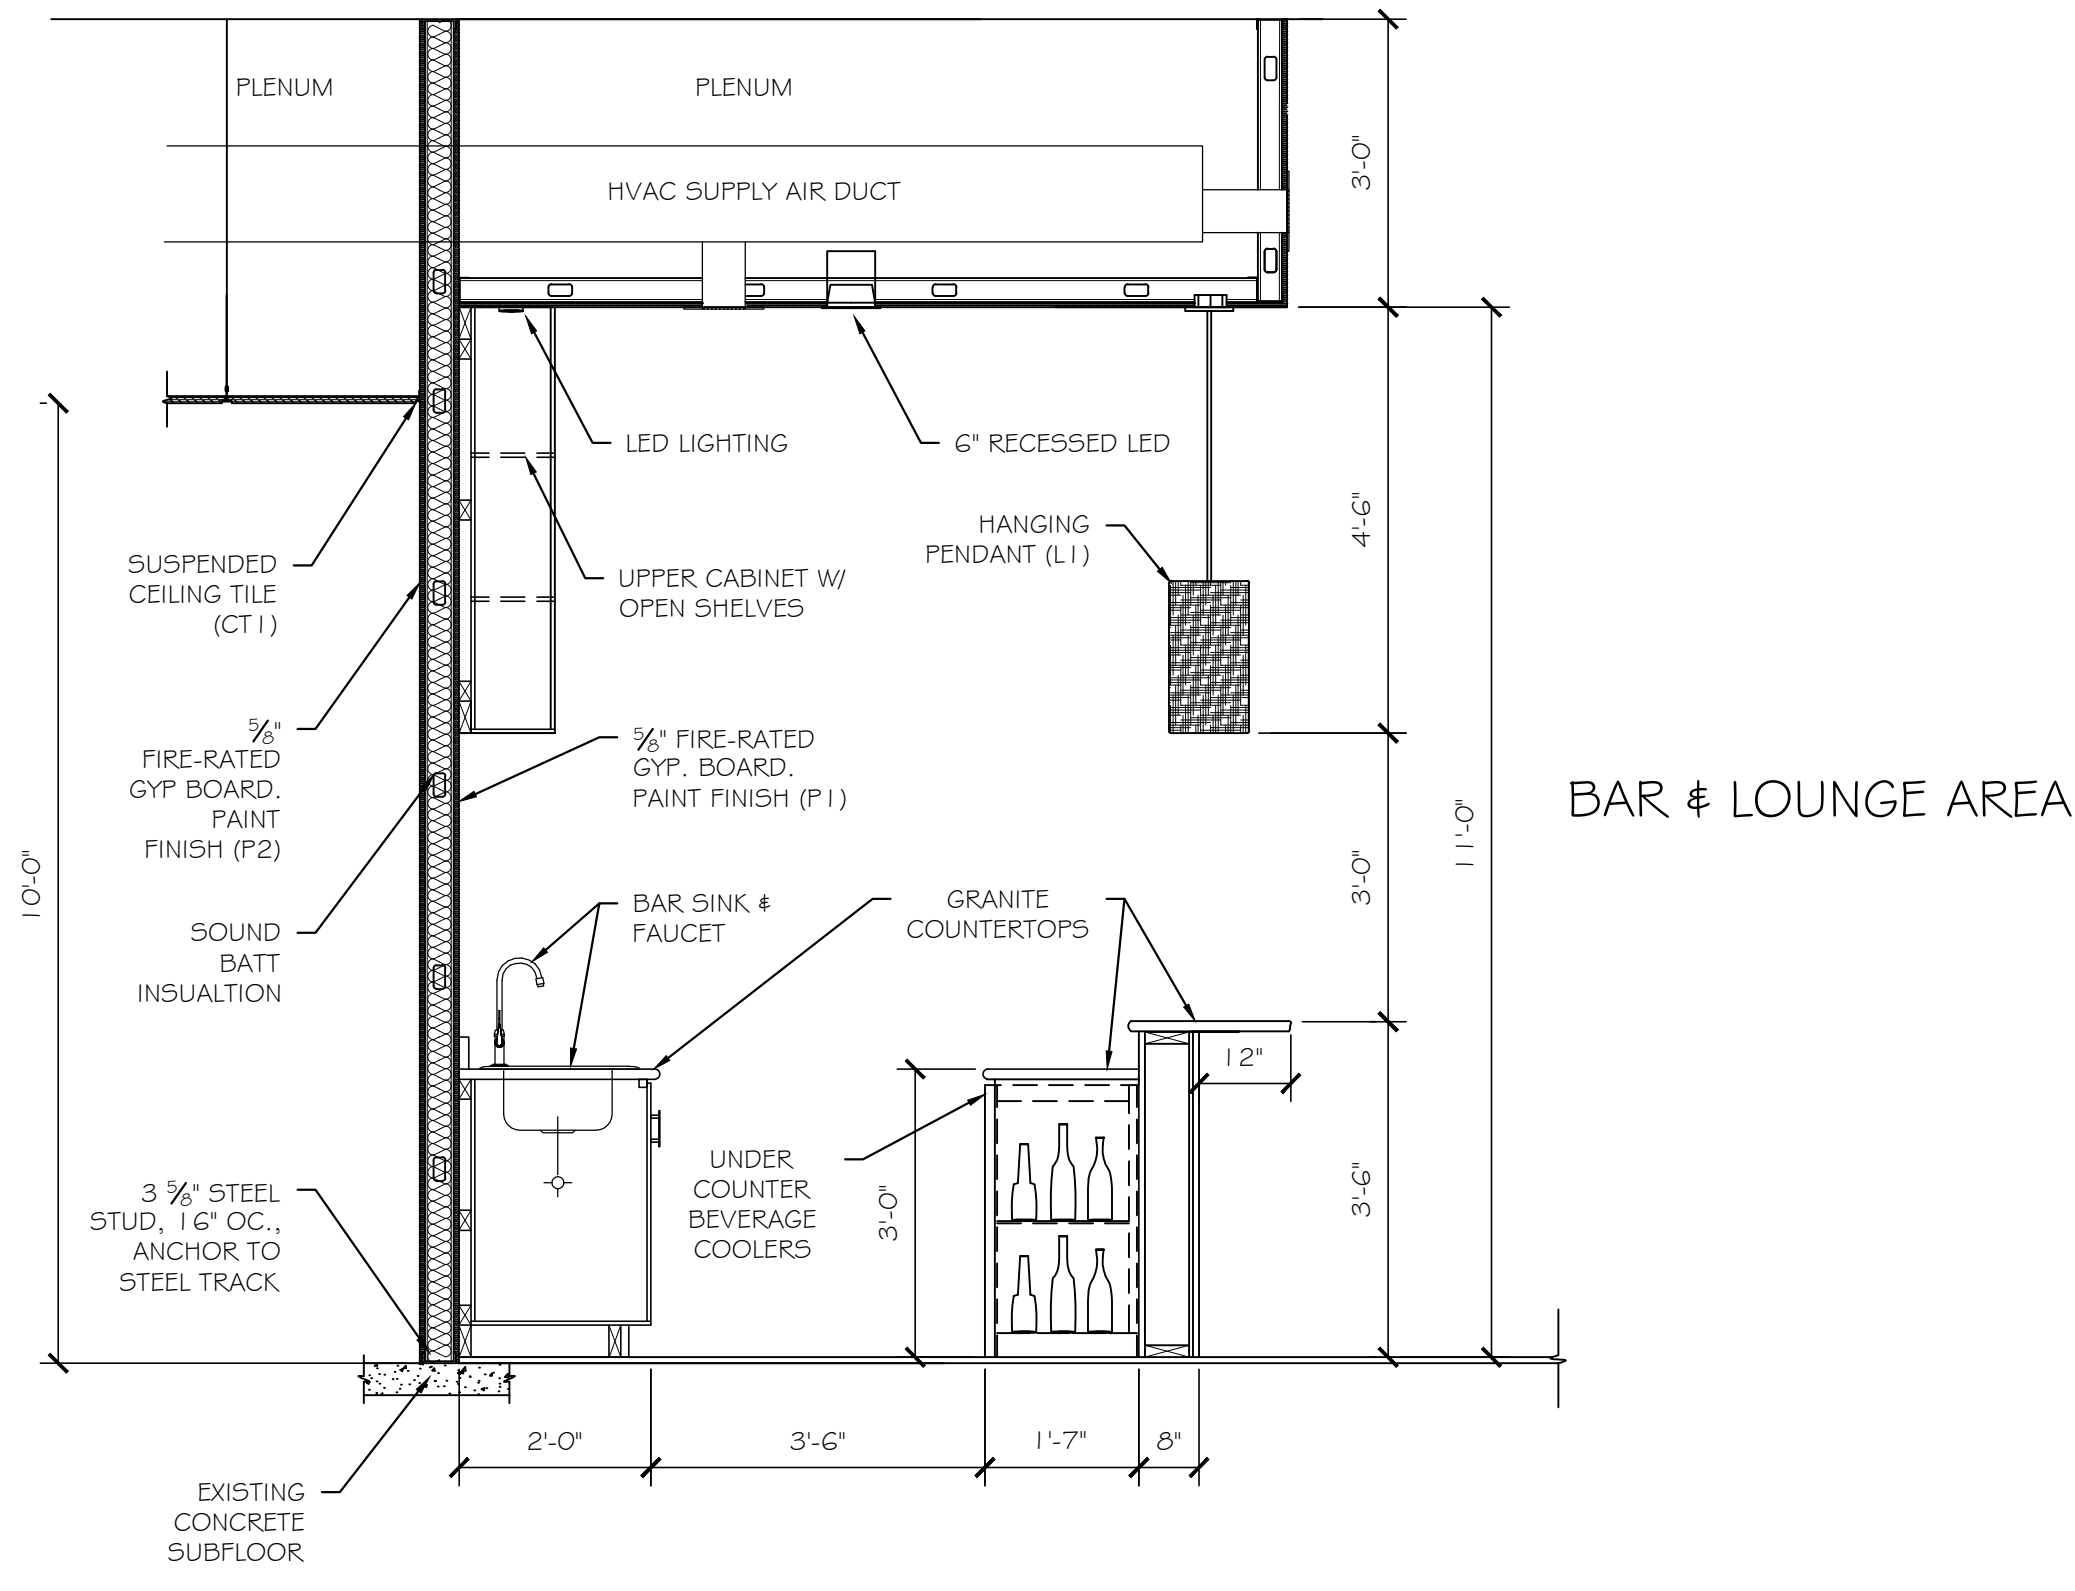 PLENUM
PLENUM
3'-0"
HVAC SUPPLY AIR DUCT
LED LIGHTING
6" RECESSED LED
4'-6"
HANGING
PENDANT (L1)
SUSPENDED
CEILING TILE
(CT1)
UPPER CABINET W/
OPEN SHELVES
5/8"
FIRE-RATED
GYP BOARD.
PAINT
FINISH (P2)
5/8" FIRE-RATED
GYP. BOARD.
PAINT FINISH (P1)
BAR & LOUNGE AREA
10'-0"
11'-0"
3'-0"
SOUND
BATT
INSUALTION
BAR SINK &
FAUCET
GRANITE
COUNTERTOPS
12"
UNDER
COUNTER
BEVERAGE
COOLERS
3'-0"
3'-6"
3 5/8" STEEL
STUD, 16" OC.,
ANCHOR TO
STEEL TRACK
2'-0"
3'-6"
1'-7"
8"
EXISTING
CONCRETE
SUBFLOOR